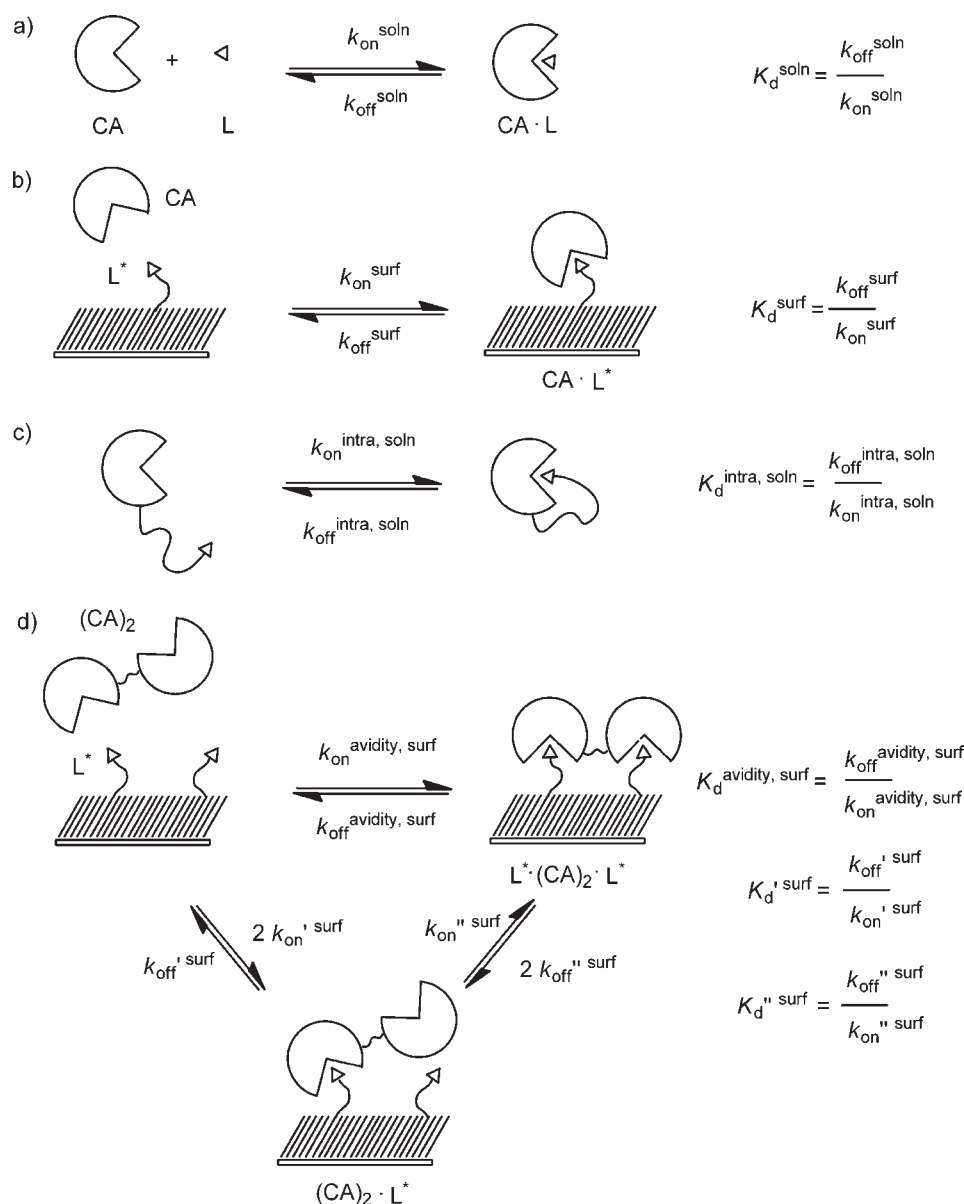 a)
CA + L
k_on^soln
k_off^soln
CA · L
K_d^soln = k_off^soln / k_on^soln
b)
CA
L*
k_on^surf
k_off^surf
CA · L*
K_d^surf = k_off^surf / k_on^surf
c)
k_on^intra, soln
k_off^intra, soln
K_d^intra, soln = k_off^intra, soln / k_on^intra, soln
d)
(CA)₂
L*
k_on^avidity, surf
k_off^avidity, surf
L*·(CA)₂·L*
K_d^avidity, surf = k_off^avidity, surf / k_on^avidity, surf
k_off'^surf
2 k_on'^surf
k_on''^surf
2 k_off''^surf
K_d'^surf = k_off'^surf / k_on'^surf
K_d''^surf = k_off''^surf / k_on''^surf
(CA)₂ · L*